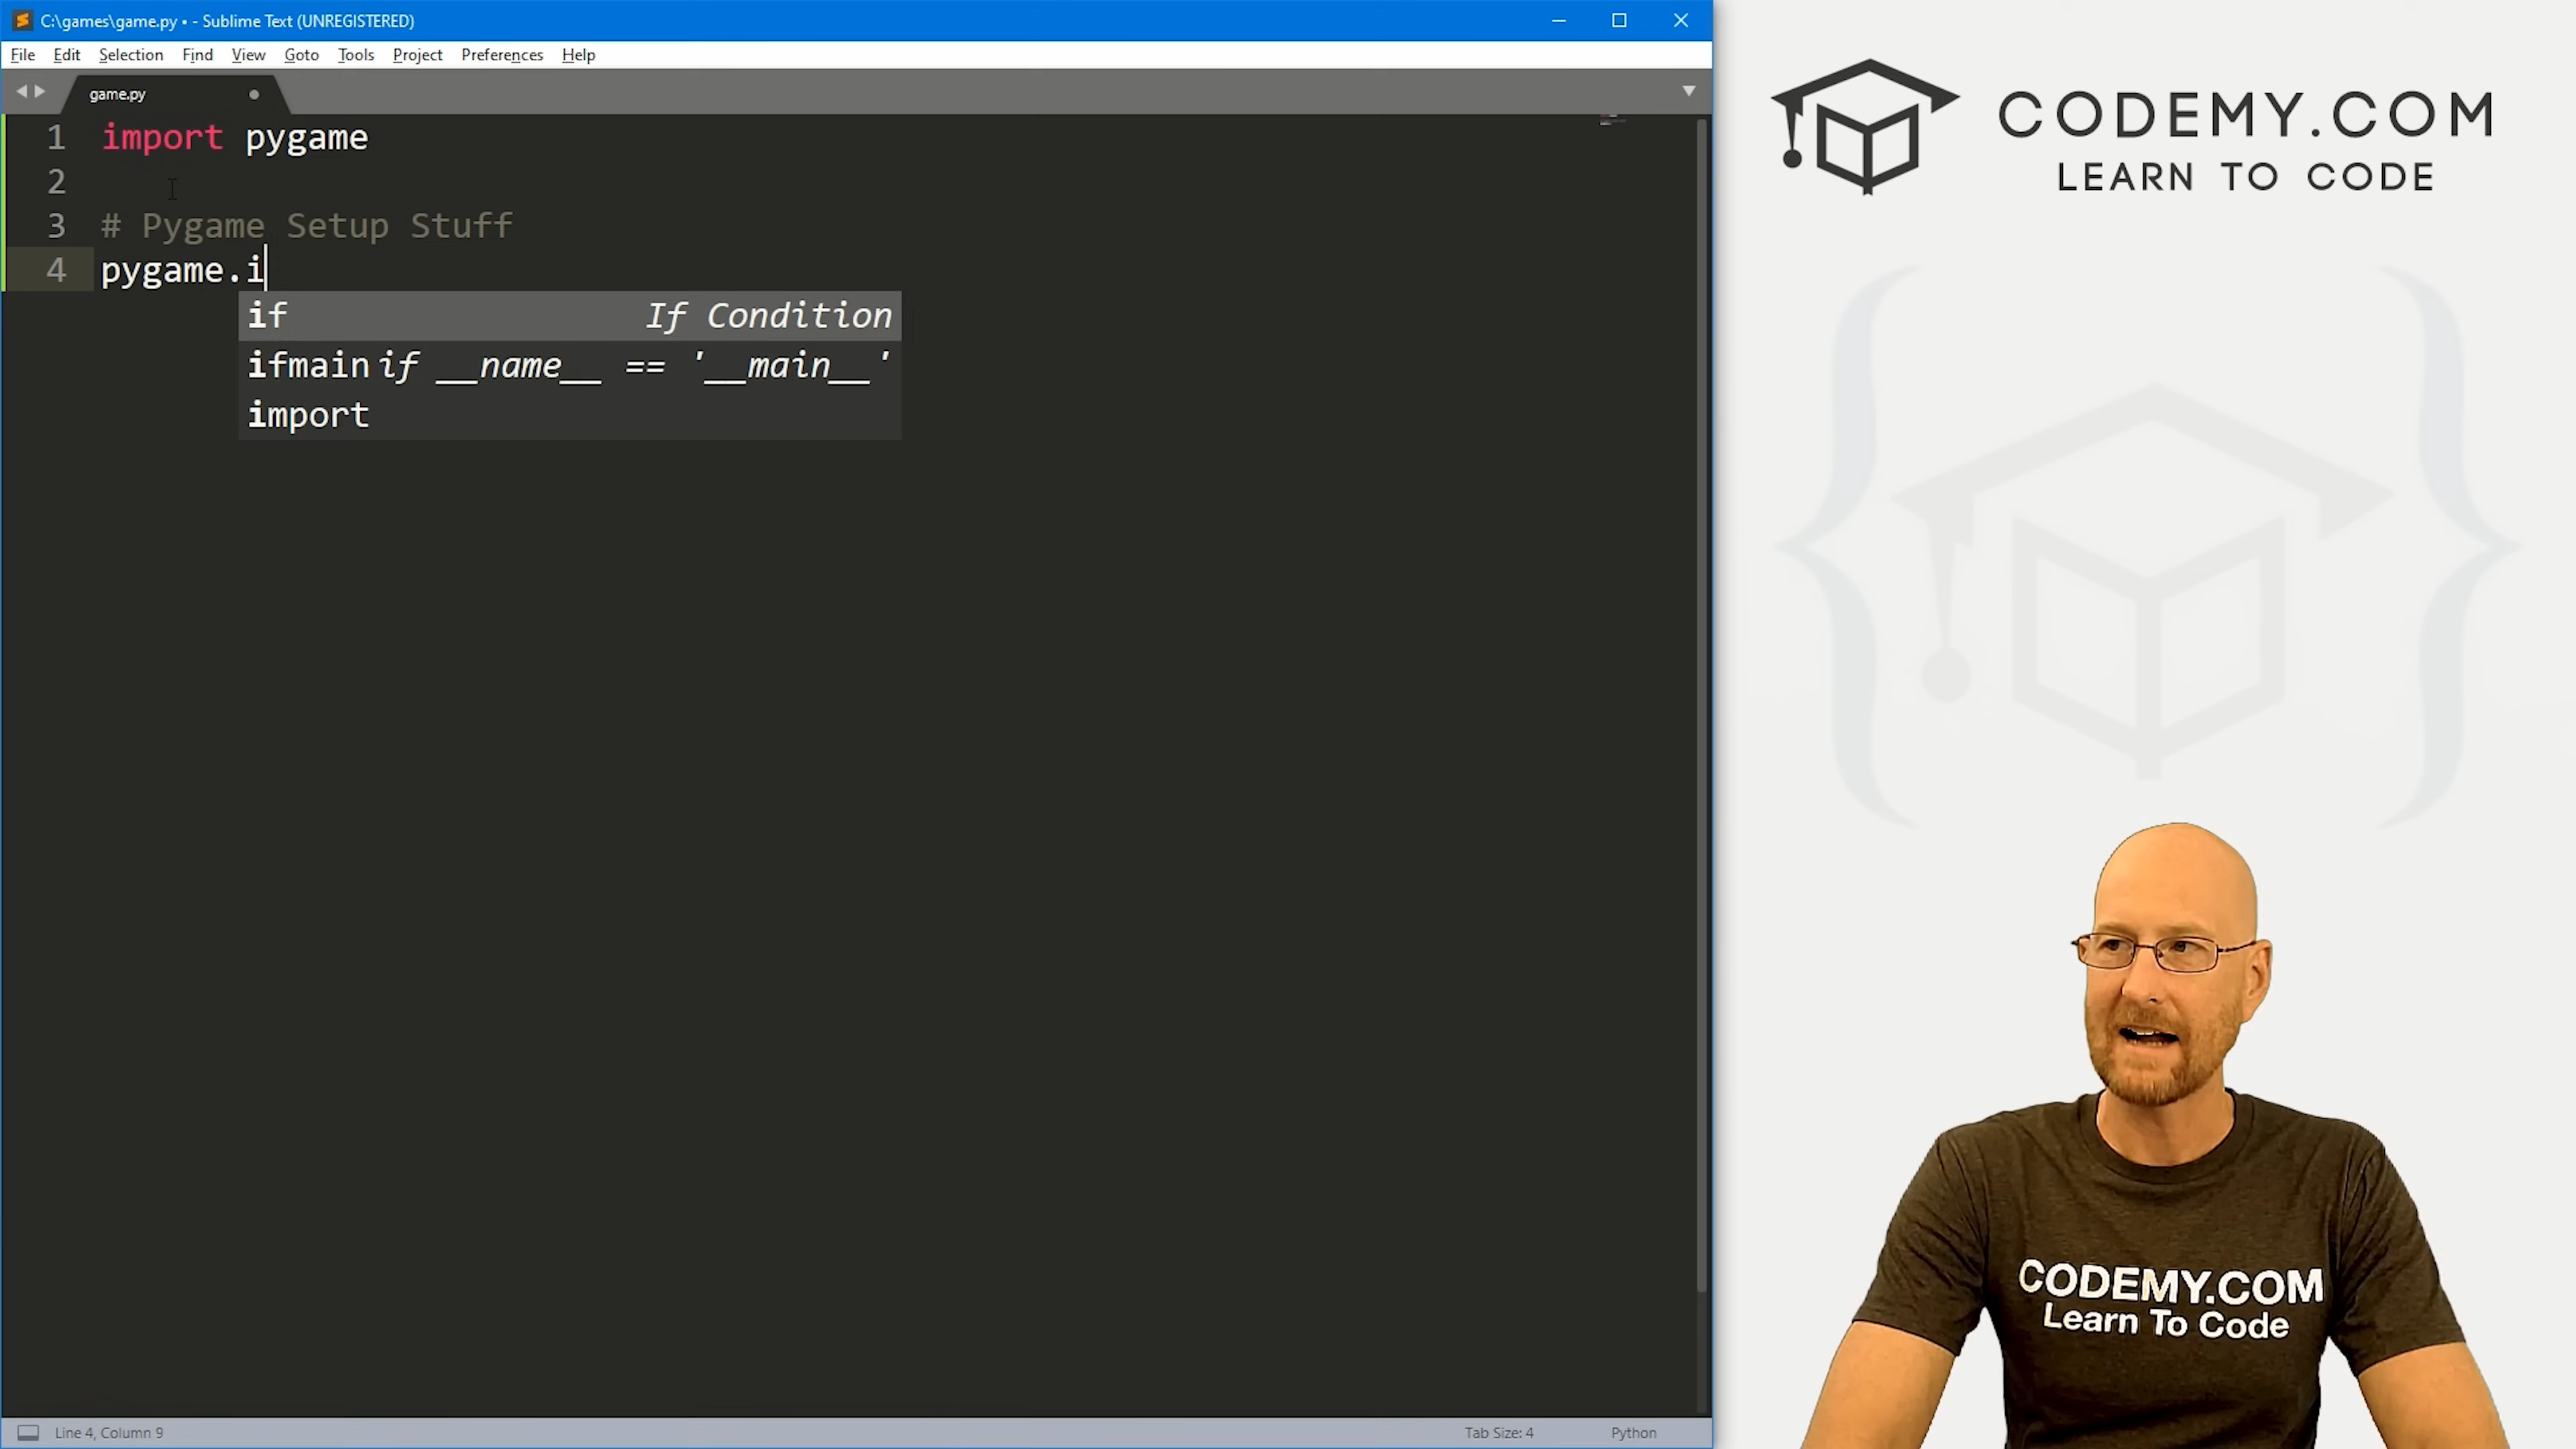 C:\games\game.py • - Sublime Text (UNREGISTERED)
File Edit Selection Find View Goto Tools Project Preferences Help
game.py
1 import pygame
2
3 # Pygame Setup Stuff
4 pygame.i
if If Condition
ifmain if __name__ == '__main__'
import
Line 4, Column 9
Tab Size: 4
Python
CODEMY.COM
LEARN TO CODE
CODEMY.COM
Learn To Code